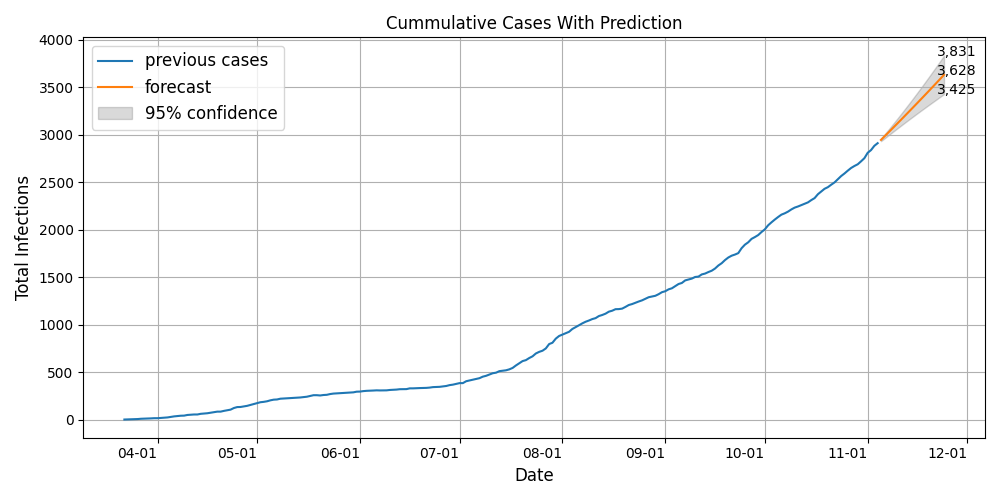 Cummulative Cases With Prediction
4000
3500
3000
2500
2000
1500
1000
500
0
Total Infections
previous cases
forecast
95% confidence
3,831
3,628
3,425
04-01 05-01 06-01 07-01 08-01 09-01 10-01 11-01 12-01
Date